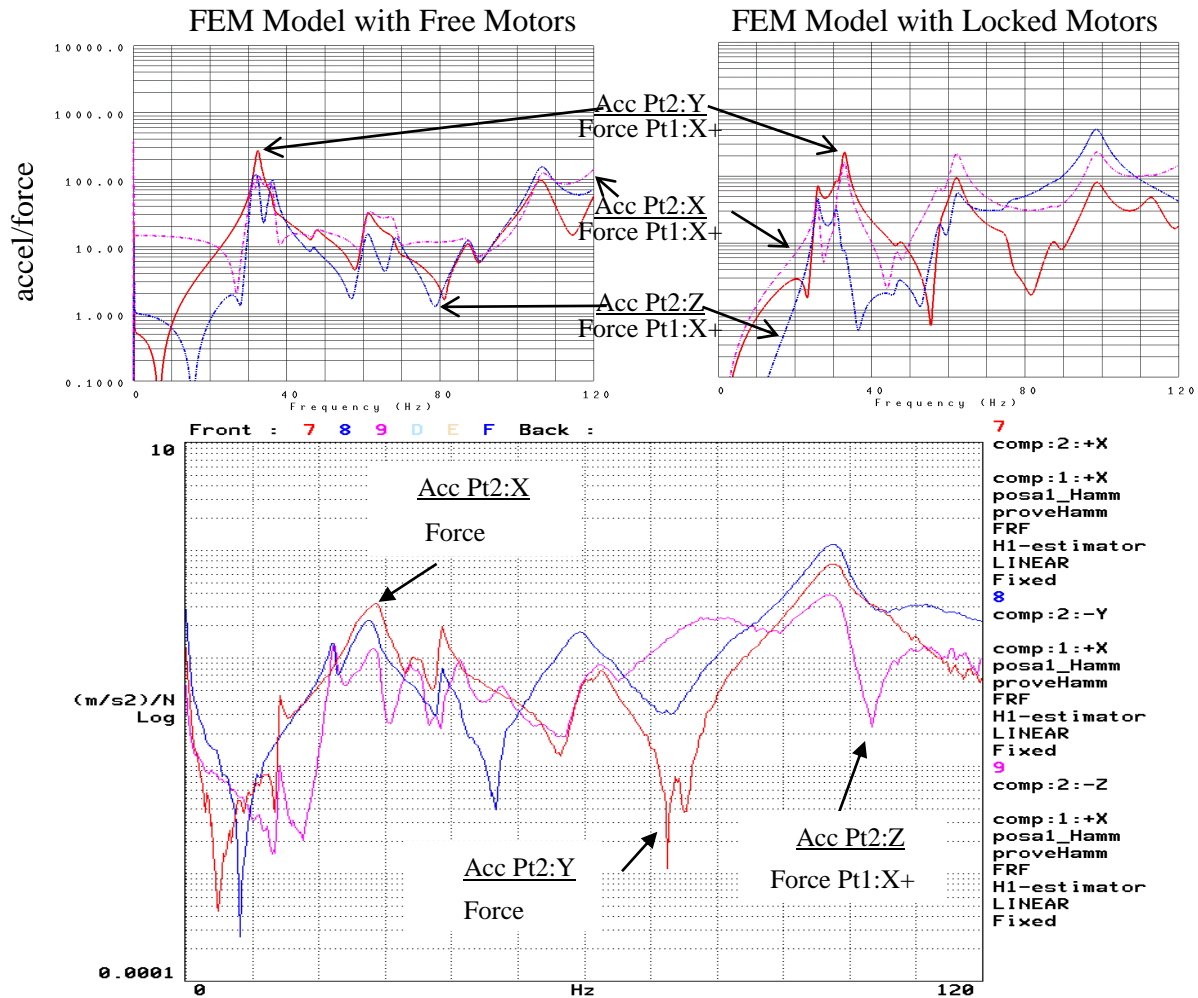 FEM Model with Free Motors
FEM Model with Locked Motors
10000.0
1000.00
100.00
10.00
1.000
0.1000
accel/force
0 40 80 120
Frequency (Hz)
0 40 80 120
Frequency (Hz)
Acc Pt2:Y
Force Pt1:X+
Acc Pt2:X
Force Pt1:X+
Acc Pt2:Z
Force Pt1:X+
Front : 7 8 9 D E F Back :
10
(m/s2)/N
Log
0.0001
0 Hz 120
Acc Pt2:X
Force
Acc Pt2:Y
Force
Acc Pt2:Z
Force Pt1:X+
7
comp:2:+X
comp:1:+X
posa1_Hamm
proveHamm
FRF
H1-estimator
LINEAR
Fixed
8
comp:2:-Y
comp:1:+X
posa1_Hamm
proveHamm
FRF
H1-estimator
LINEAR
Fixed
9
comp:2:-Z
comp:1:+X
posa1_Hamm
proveHamm
FRF
H1-estimator
LINEAR
Fixed